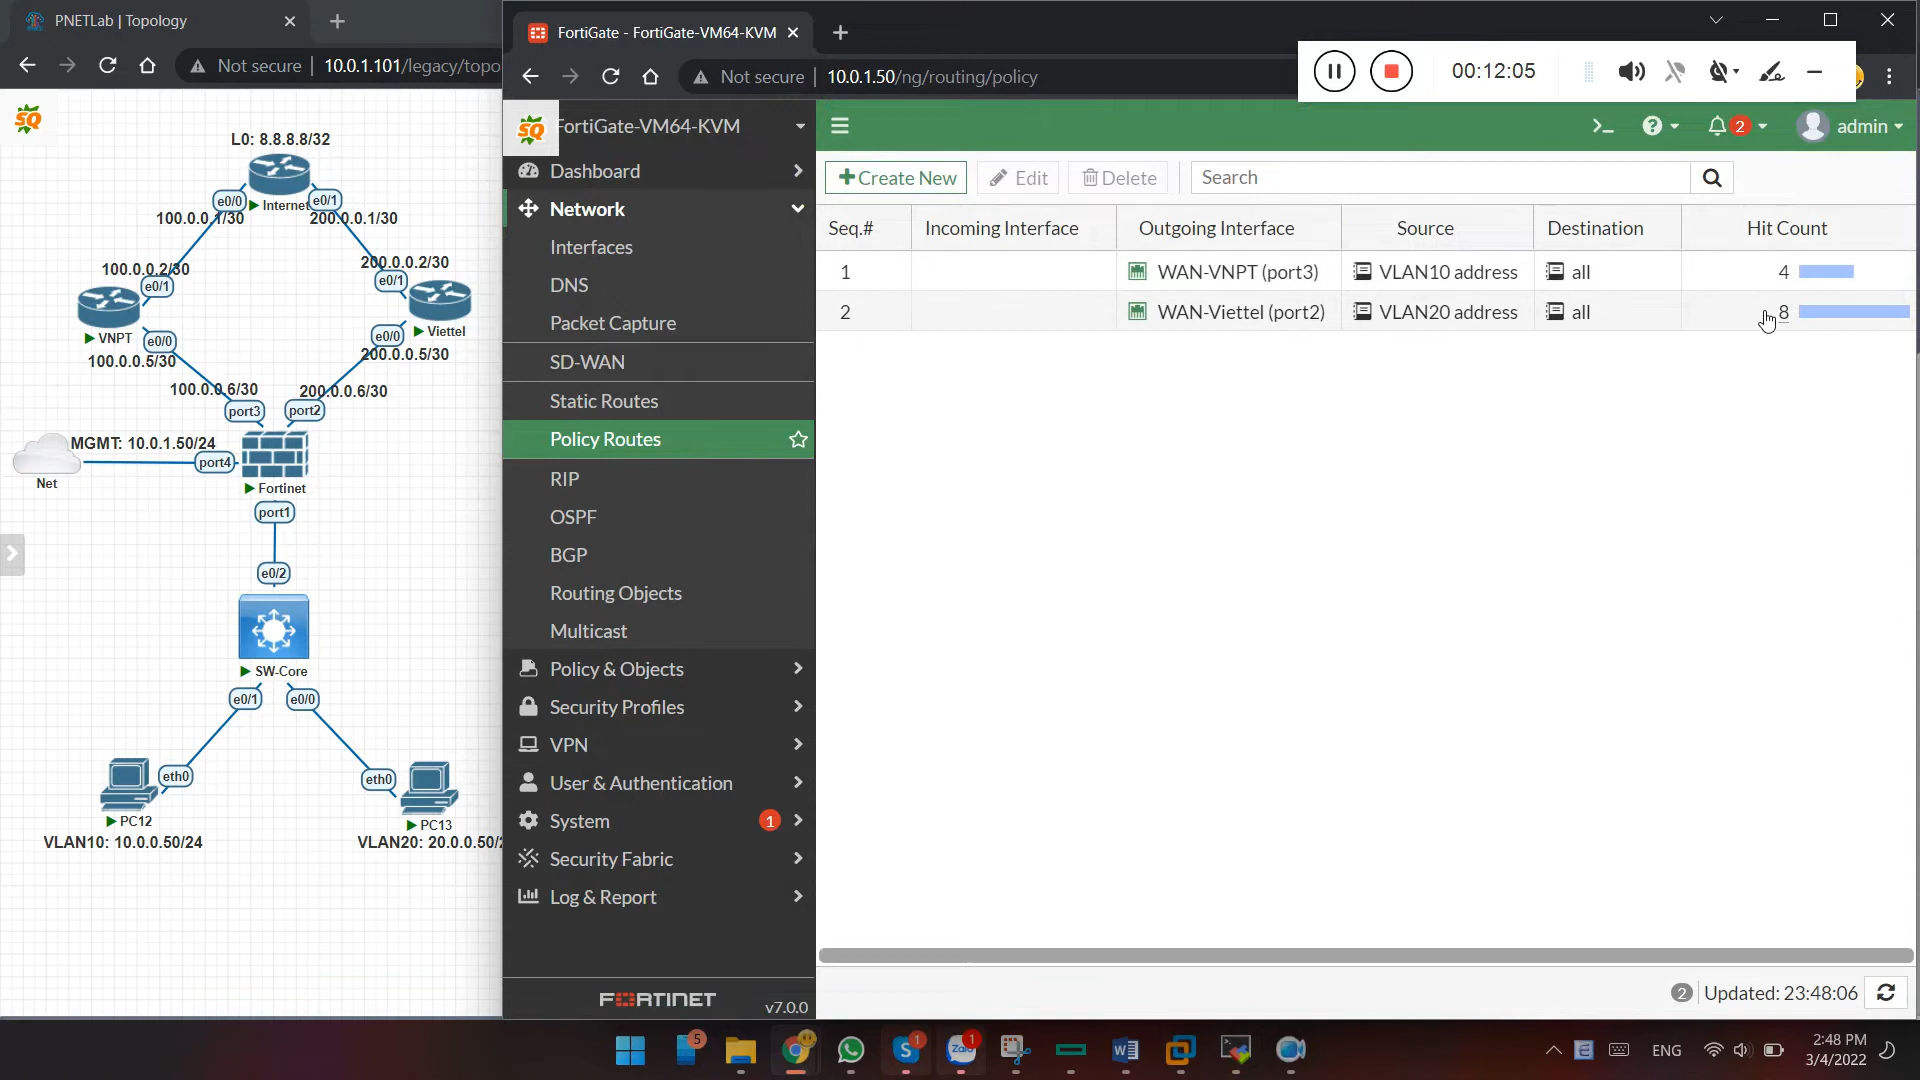 PNETLab | Topology
Not secure
10.0.1.101/legacy/topo
FortiGate - FortiGate-VM64-KVM
Not secure
10.0.1.50/ng/routing/policy
00:12:05
SQ
L0: 8.8.8.8/32
e0/0
Internet
e0/1
100.0.0.1/30
200.0.0.1/30
100.0.0.2/30
200.0.0.2/30
e0/1
e0/1
VNPT
Viettel
e0/0
e0/0
100.0.0.5/30
200.0.0.5/30
100.0.0.6/30
200.0.0.6/30
port3
port2
MGMT: 10.0.1.50/24
port4
Net
Fortinet
port1
e0/2
SW-Core
e0/1
e0/0
eth0
eth0
PC12
PC13
VLAN10: 10.0.0.50/24
VLAN20: 20.0.0.50/2
SQ
FortiGate-VM64-KVM
Dashboard
Network
Interfaces
DNS
Packet Capture
SD-WAN
Static Routes
Policy Routes
RIP
OSPF
BGP
Routing Objects
Multicast
Policy & Objects
Security Profiles
VPN
User & Authentication
System
1
Security Fabric
Log & Report
FORTINET
v7.0.0
2
admin
Create New
Edit
Delete
Search
Seq.# Incoming Interface Outgoing Interface Source Destination Hit Count
1 WAN-VNPT (port3) VLAN10 address all 4
2 WAN-Viettel (port2) VLAN20 address all 8
2 Updated: 23:48:06
5
1
Zalo
1
ENG
2:48 PM
3/4/2022